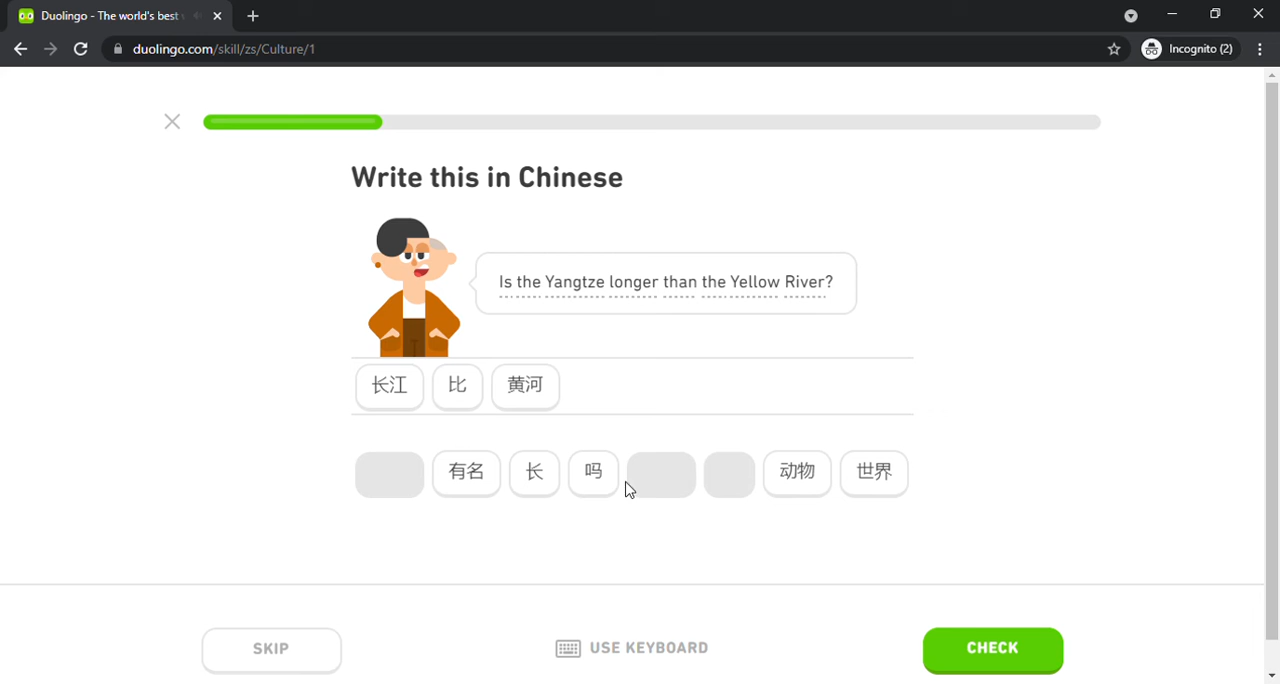 Duolingo - The world's best
duolingo.com/skill/zs/Culture/1
Incognito (2)
Write this in Chinese
Is the Yangtze longer than the Yellow River?
长江 比 黄河
有名 长 吗 动物 世界
SKIP
USE KEYBOARD
CHECK